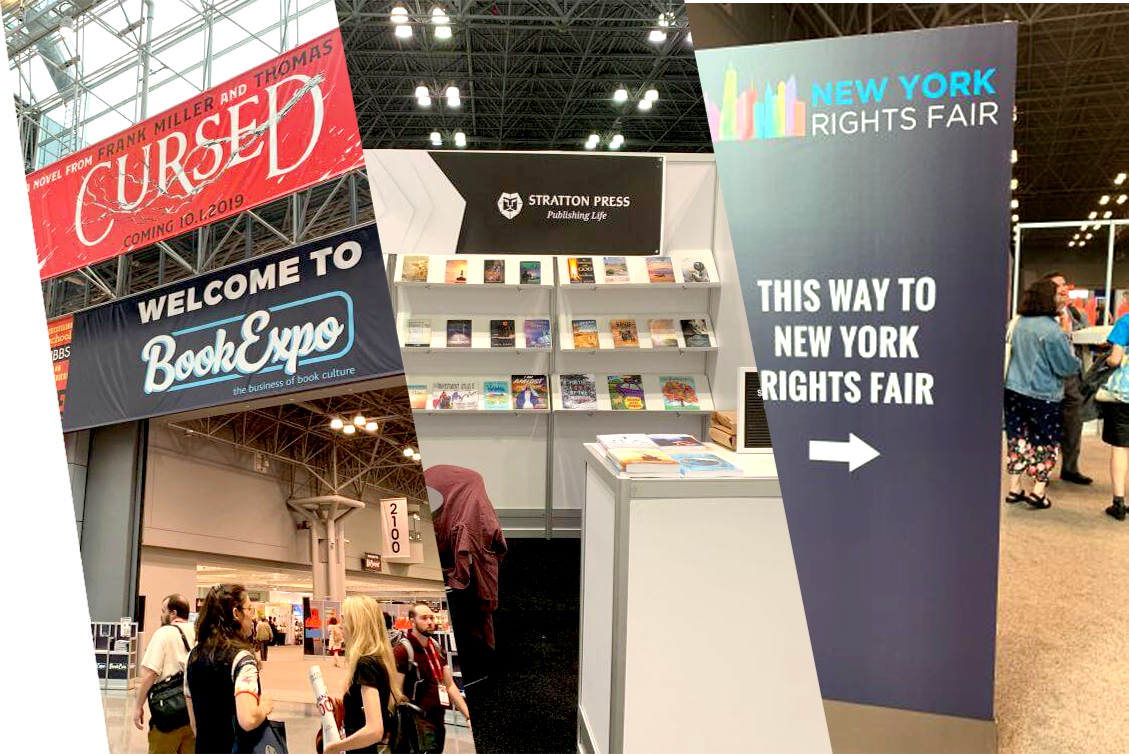 A NOVEL FROM FRANK MILLER AND THOMAS
CURSED
COMING 10.1.2019
WELCOME TO
BookExpo
the business of book culture
2100
STRATTON PRESS
Publishing Life
GOD
NEW YORK
RIGHTS FAIR
THIS WAY TO
NEW YORK
RIGHTS FAIR